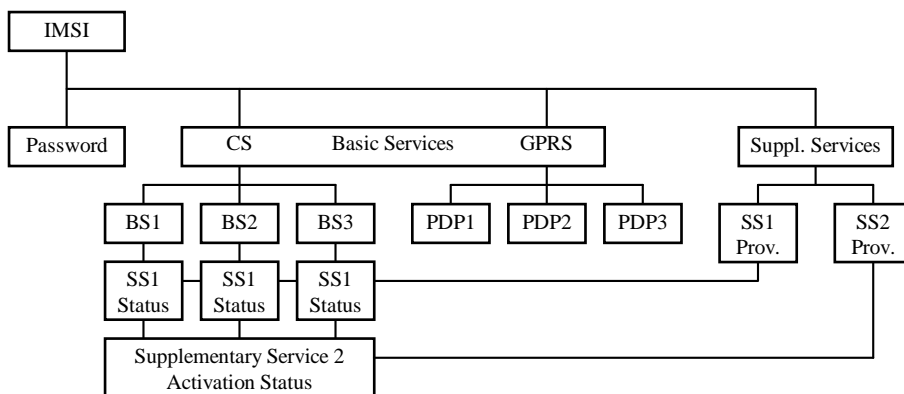 IMSI
Password
CS Basic Services GPRS
Suppl. Services
BS1
BS2
BS3
PDP1
PDP2
PDP3
SS1
Prov.
SS2
Prov.
SS1
Status
SS1
Status
SS1
Status
Supplementary Service 2
Activation Status